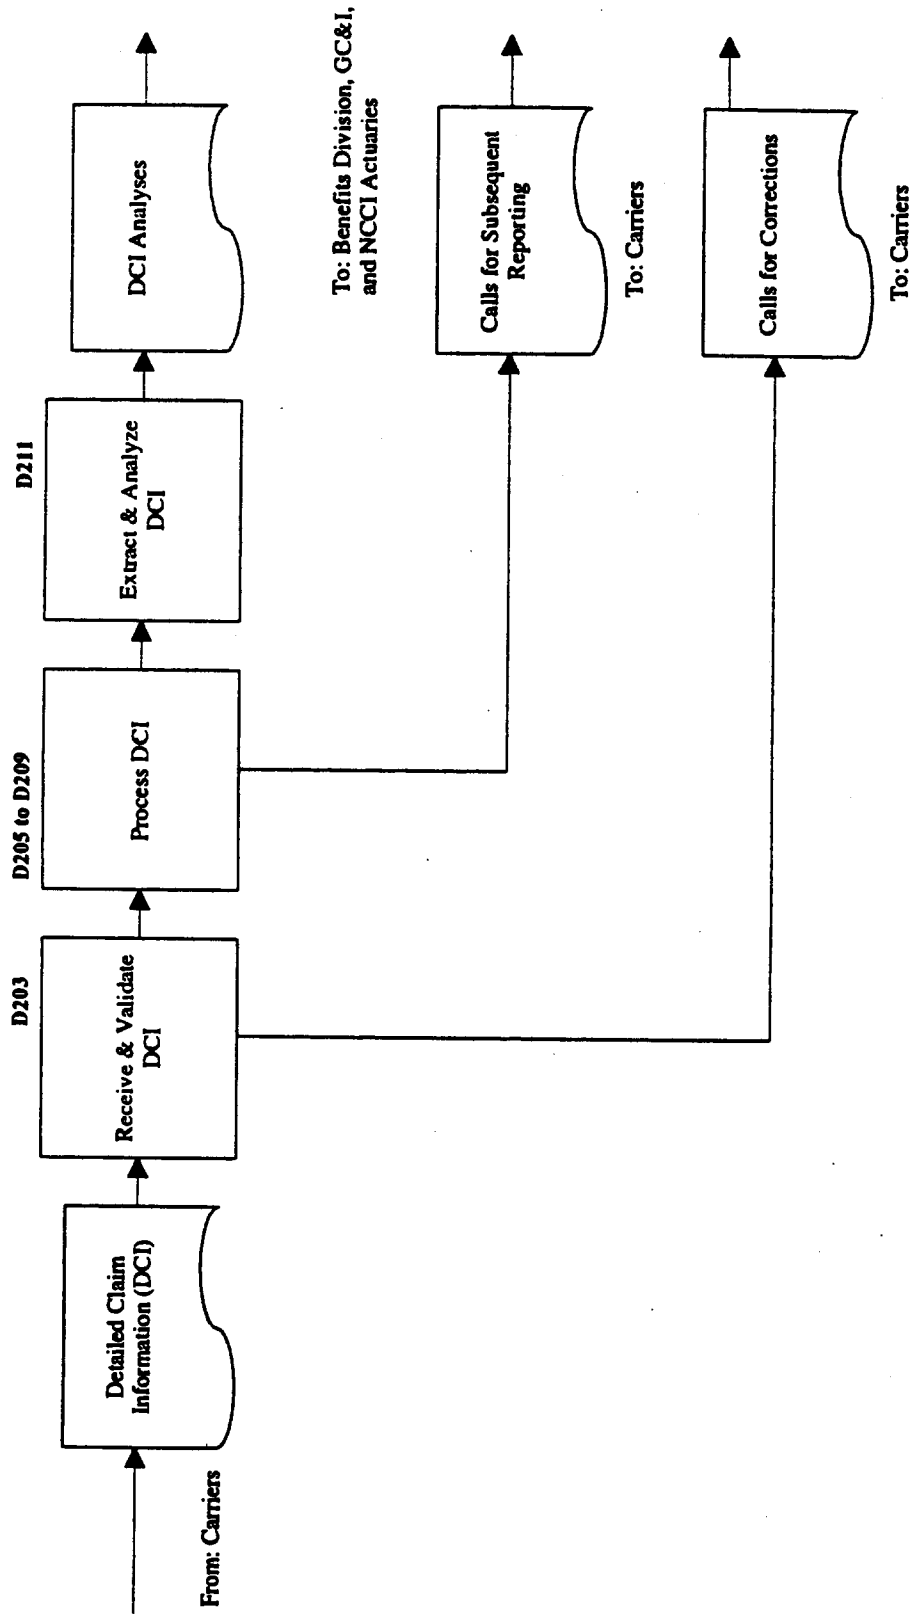 From: Carriers
Detailed Claim
Information (DCI)
D203
Receive & Validate
DCI
D205 to D209
Process DCI
D211
Extract & Analyze
DCI
DCI Analyses
To: Benefits Division, GC&I,
and NCCI Actuaries
Calls for Subsequent
Reporting
To: Carriers
Calls for Corrections
To: Carriers